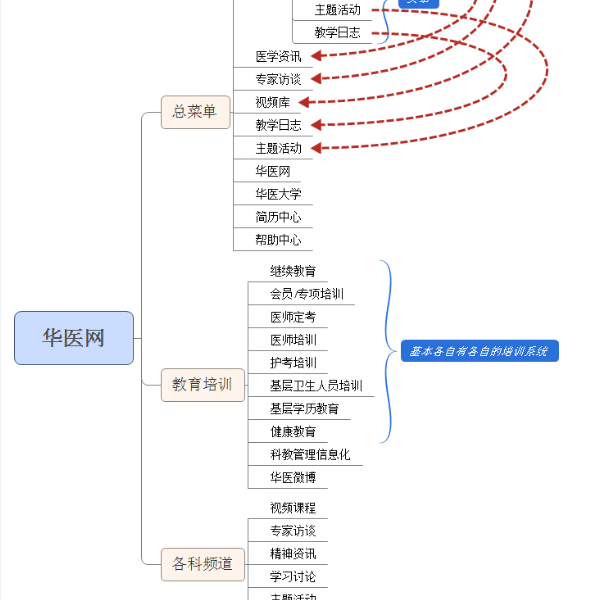 主题活动
教学日志
医学资讯
专家访谈
视频库
教学日志
主题活动
华医网
华医大学
简历中心
帮助中心
总菜单
继续教育
会员/专项培训
医师定考
医师培训
护考培训
基层卫生人员培训
基层学历教育
健康教育
科教管理信息化
华医微博
基本各自有各自的培训系统
华医网
教育培训
视频课程
专家访谈
精神资讯
学习讨论
主题活动
各科频道